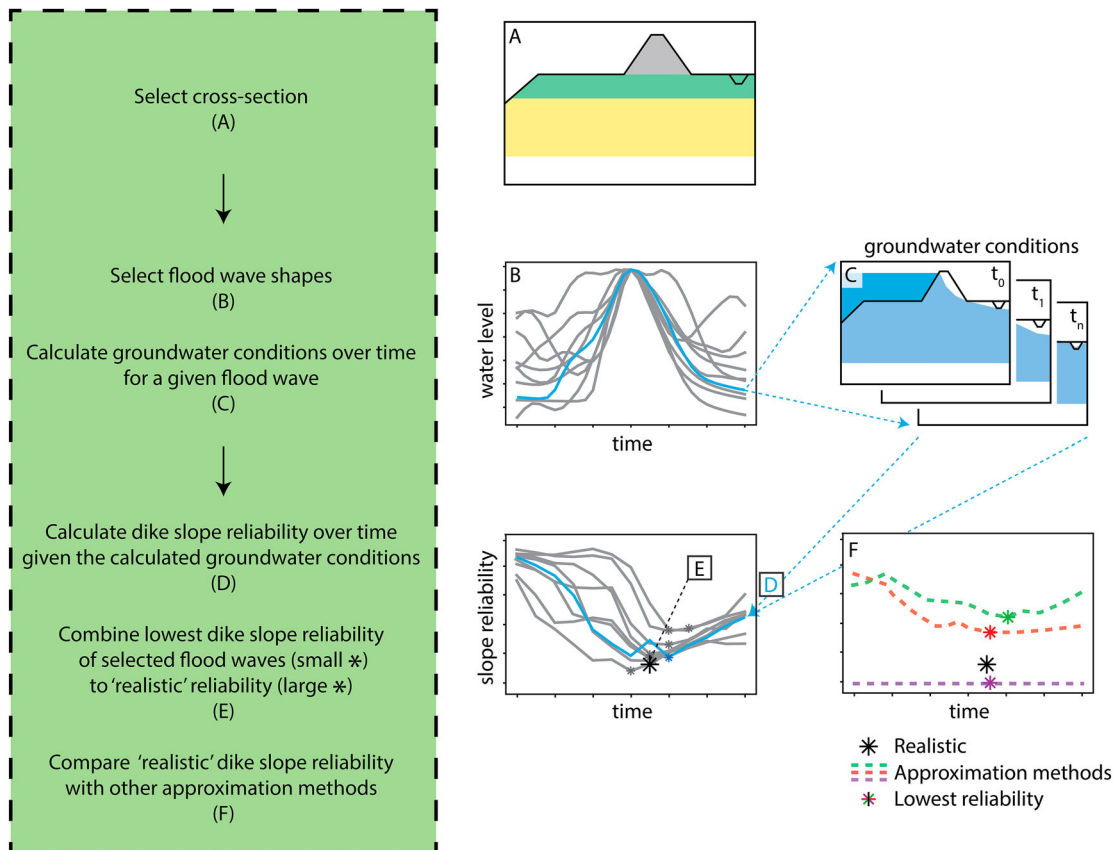 Select cross-section
(A)
Select flood wave shapes
(B)
Calculate groundwater conditions over time
for a given flood wave
(C)
Calculate dike slope reliability over time
given the calculated groundwater conditions
(D)
Combine lowest dike slope reliability
of selected flood waves (small *)
to ‘realistic’ reliability (large *)
(E)
Compare ‘realistic’ dike slope reliability
with other approximation methods
(F)
A
B
water level
time
groundwater conditions
C
t0
t1
tn
slope reliability
time
E
D
F
time
Realistic
Approximation methods
Lowest reliability